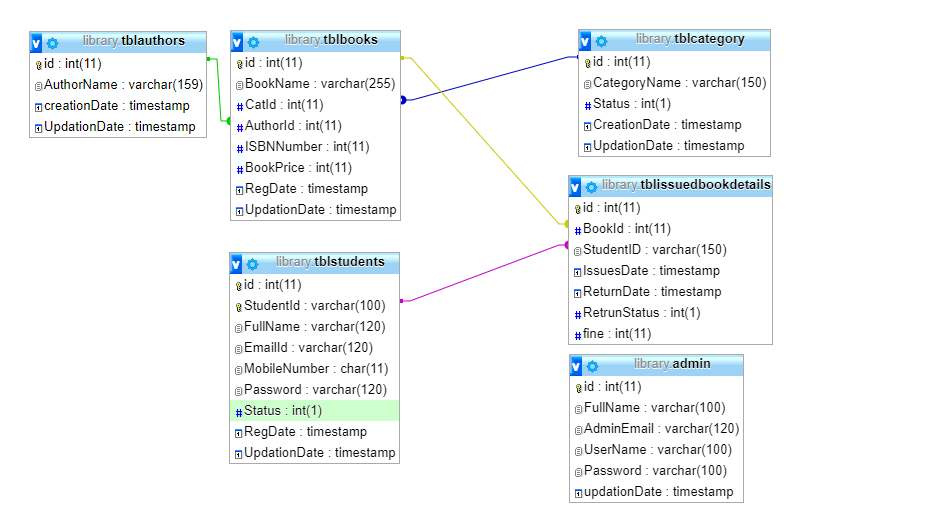 library.tblauthors
id : int(11)
AuthorName : varchar(159)
creationDate : timestamp
UpdationDate : timestamp
library.tblbooks
id : int(11)
BookName : varchar(255)
CatId : int(11)
AuthorId : int(11)
ISBNNumber : int(11)
BookPrice : int(11)
RegDate : timestamp
UpdationDate : timestamp
library.tblcategory
id : int(11)
CategoryName : varchar(150)
Status : int(1)
CreationDate : timestamp
UpdationDate : timestamp
library.tblissuedbookdetails
id : int(11)
BookId : int(11)
StudentID : varchar(150)
IssuesDate : timestamp
ReturnDate : timestamp
RetrunStatus : int(1)
fine : int(11)
library.tblstudents
id : int(11)
StudentId : varchar(100)
FullName : varchar(120)
EmailId : varchar(120)
MobileNumber : char(11)
Password : varchar(120)
Status : int(1)
RegDate : timestamp
UpdationDate : timestamp
library.admin
id : int(11)
FullName : varchar(100)
AdminEmail : varchar(120)
UserName : varchar(100)
Password : varchar(100)
updationDate : timestamp